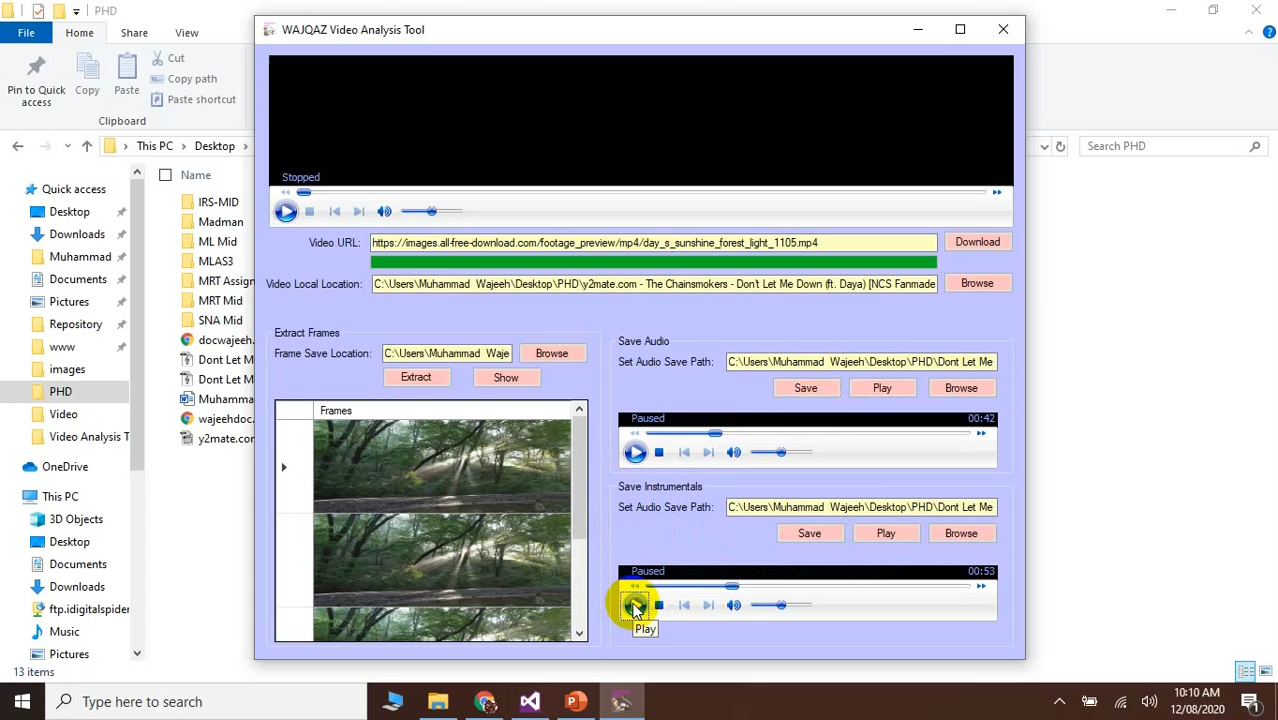 PHD
WAJQAZ Video Analysis Tool
File
Home
Share
View
Pin to Quick
access
Copy
Paste
Cut
Copy path
Paste shortcut
Clipboard
This PC
Desktop
Search PHD
Quick access
Desktop
Downloads
Muhammad
Documents
Pictures
Repository
www
images
PHD
Video
Video Analysis T
OneDrive
This PC
3D Objects
Desktop
Documents
Downloads
ftp.idigitalspider
Music
Pictures
13 items
Name
IRS-MID
Madman
ML Mid
MLAS3
MRT Assign
MRT Mid
SNA Mid
docwajeeh.
Dont Let M
Dont Let M
Muhamma
wajeehdoc.
y2mate.com
Stopped
Video URL:
https://images.all-free-download.com/footage_preview/mp4/day_s_sunshine_forest_light_1105.mp4
Download
Video Local Location:
C:\Users\Muhammad Wajeeh\Desktop\PHD\y2mate.com - The Chainsmokers - Don't Let Me Down (ft. Daya) [NCS Fanmade
Browse
Extract Frames
Frame Save Location:
C:\Users\Muhammad Waje
Browse
Extract
Show
Frames
Save Audio
Set Audio Save Path:
C:\Users\Muhammad Wajeeh\Desktop\PHD\Dont Let Me
Save
Play
Browse
Paused
00:42
Save Instrumentals
Set Audio Save Path:
C:\Users\Muhammad Wajeeh\Desktop\PHD\Dont Let Me
Save
Play
Browse
Paused
00:53
Play
Type here to search
10:10 AM
12/08/2020
1